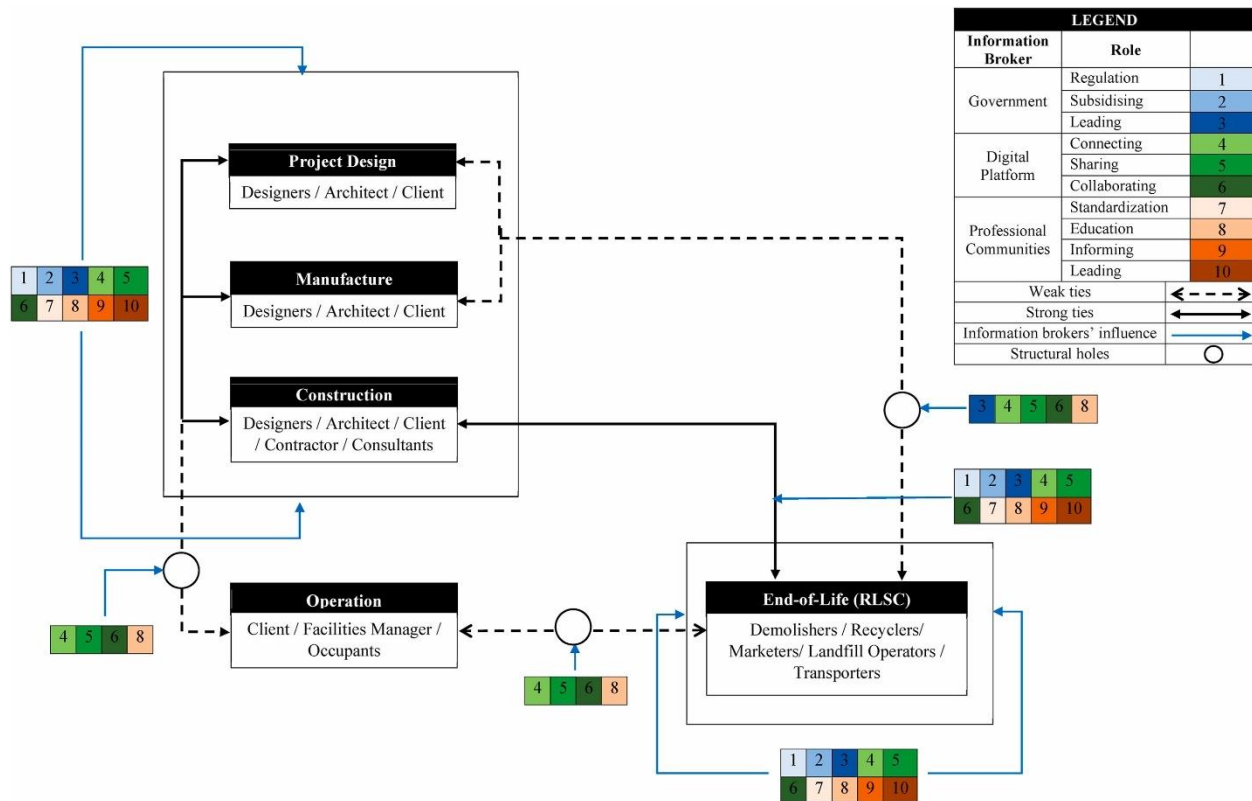 LEGEND
Information Broker Role
Government
Regulation 1
Subsidising 2
Leading 3
Digital Platform
Connecting 4
Sharing 5
Collaborating 6
Professional Communities
Standardization 7
Education 8
Informing 9
Leading 10
Weak ties
Strong ties
Information brokers' influence
Structural holes
Project Design
Designers / Architect / Client
Manufacture
Designers / Architect / Client
1 2 3 4 5
6 7 8 9 10
Construction
Designers / Architect / Client
/ Contractor / Consultants
3 4 5 6 8
1 2 3 4 5
6 7 8 9 10
4 5 6 8
Operation
Client / Facilities Manager /
Occupants
4 5 6 8
End-of-Life (RLSC)
Demolishers / Recyclers/
Marketers/ Landfill Operators /
Transporters
1 2 3 4 5
6 7 8 9 10